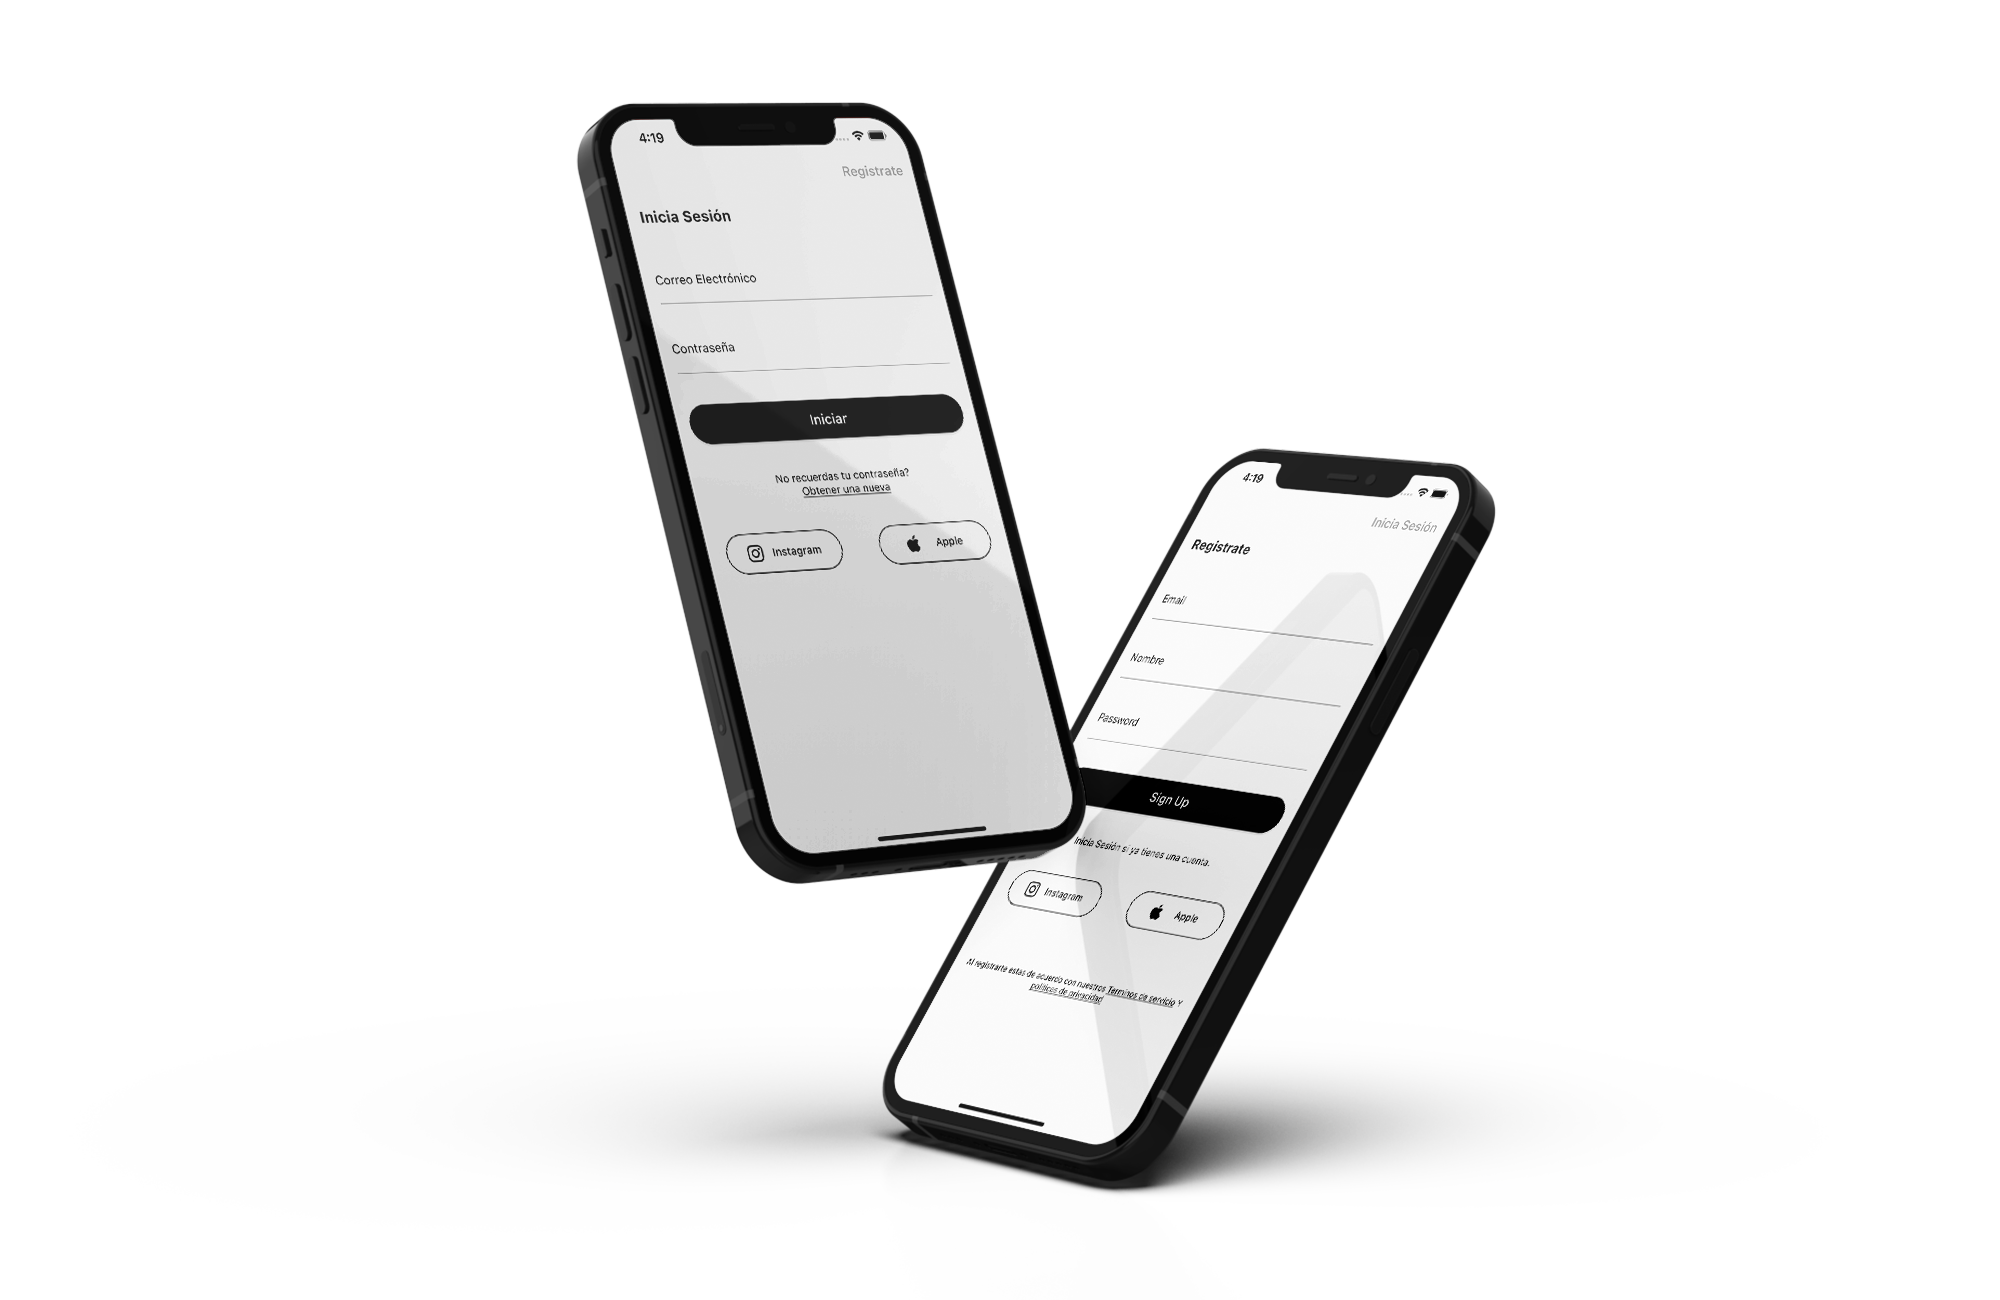 4:19
Registrate
Inicia Sesión
Correo Electrónico
Contraseña
Iniciar
No recuerdas tu contraseña?
Obtener una nueva
Instagram
Apple
4:19
Inicia Sesión
Registrate
Email
Nombre
Password
Sign Up
Inicia Sesión si ya tienes una cuenta.
Instagram
Apple
Al registrarte estas de acuerdo con nuestros Terminos de servicio Y
politicas de privacidad